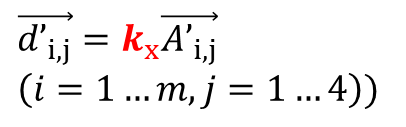 d’i,j = kxA’i,j
(i = 1 … m, j = 1 … 4))